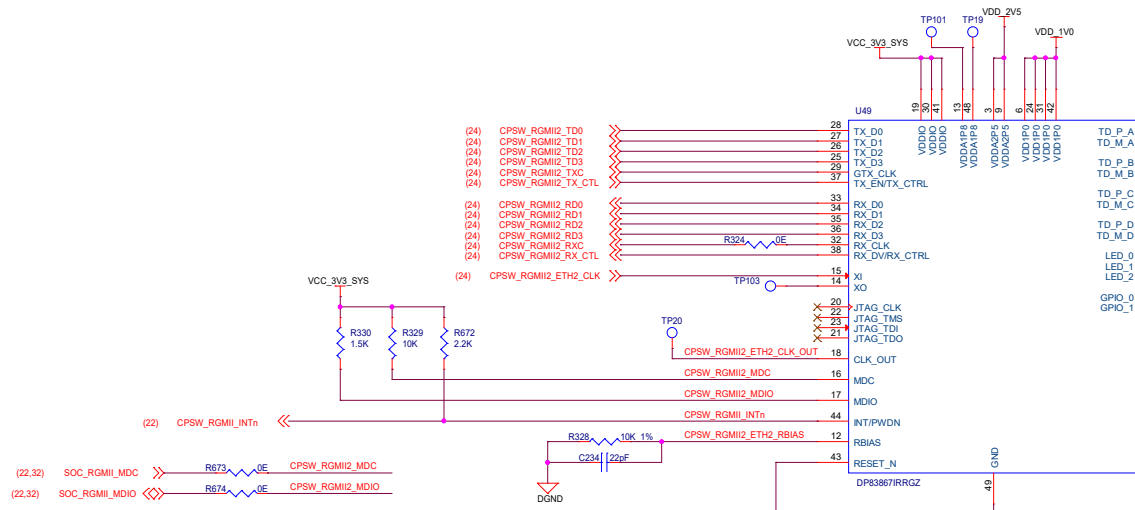 VDD_2V5
TP101 TP19
VDD_1V0
VCC_3V3_SYS
U49
19 30 41 13 48 3 9 6 24 31 42
VDDIO VDDIO VDDIO VDDA1P8 VDDA1P8 VDDA2P5 VDDA2P5 VDD1P0 VDD1P0 VDD1P0 VDD1P0
(24) CPSW_RGMII2_TD0 28 TX_D0 TD_P_A
(24) CPSW_RGMII2_TD1 27 TX_D1 TD_M_A
(24) CPSW_RGMII2_TD2 26 TX_D2
(24) CPSW_RGMII2_TD3 25 TX_D3 TD_P_B
(24) CPSW_RGMII2_TXC 29 GTX_CLK TD_M_B
(24) CPSW_RGMII2_TX_CTL 37 TX_EN/TX_CTRL
TD_P_C
(24) CPSW_RGMII2_RD0 33 RX_D0 TD_M_C
(24) CPSW_RGMII2_RD1 34 RX_D1
(24) CPSW_RGMII2_RD2 35 RX_D2 TD_P_D
(24) CPSW_RGMII2_RD3 36 RX_D3 TD_M_D
(24) CPSW_RGMII2_RXC R324 0E 32 RX_CLK
(24) CPSW_RGMII2_RX_CTL 38 RX_DV/RX_CTRL LED_0
LED_1
(24) CPSW_RGMII2_ETH2_CLK 15 XI LED_2
VCC_3V3_SYS TP103 14 XO
GPIO_0
20 JTAG_CLK GPIO_1
22 JTAG_TMS
TP20 23 JTAG_TDI
R330 R329 R672 21 JTAG_TDO
1.5K 10K 2.2K
CPSW_RGMII2_ETH2_CLK_OUT 18 CLK_OUT
CPSW_RGMII2_MDC 16 MDC
CPSW_RGMII2_MDIO 17 MDIO
(22) CPSW_RGMII_INTn CPSW_RGMII_INTn 44 INT/PWDN
R328 10K 1% CPSW_RGMII2_ETH2_RBIAS 12 RBIAS
C234 22pF
43 RESET_N
(22,32) SOC_RGMII_MDC R673 0E CPSW_RGMII2_MDC
GND
DP83867IRRGZ
(22,32) SOC_RGMII_MDIO R674 0E CPSW_RGMII2_MDIO
49
DGND